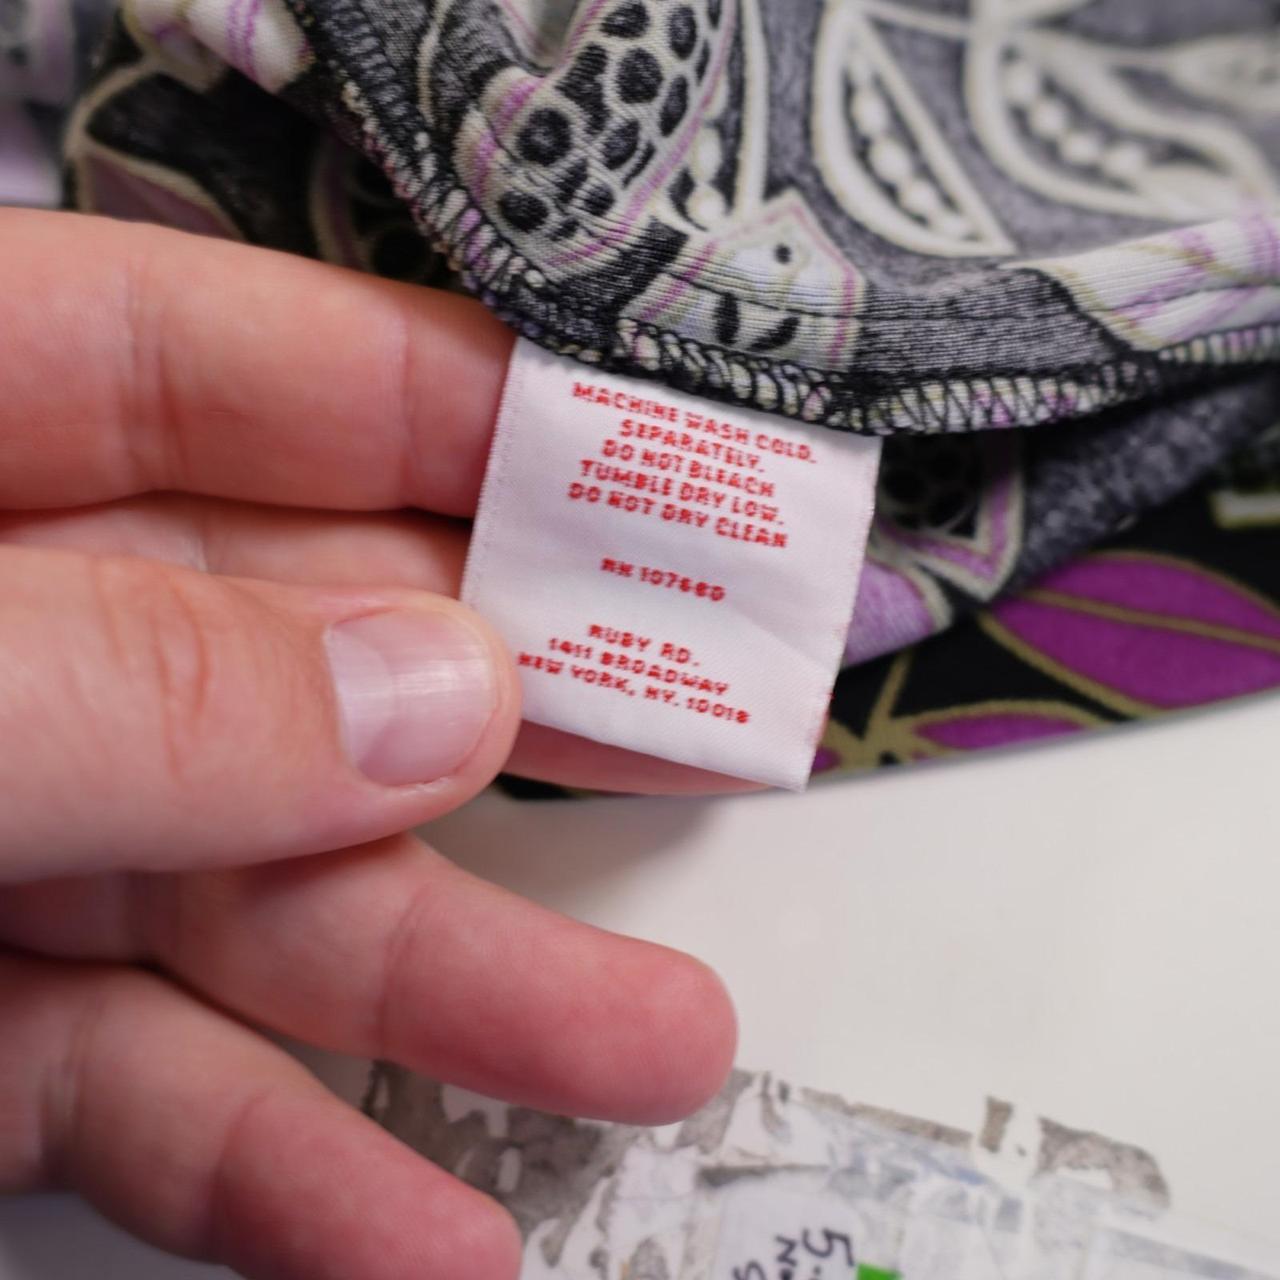 MACHINE WASH COLD.
SEPARATELY.
DO NOT BLEACH
TUMBLE DRY LOW.
DO NOT DRY CLEAN
RN 107660
RUBY RD.
1411 BROADWAY
NEW YORK, NY. 10018